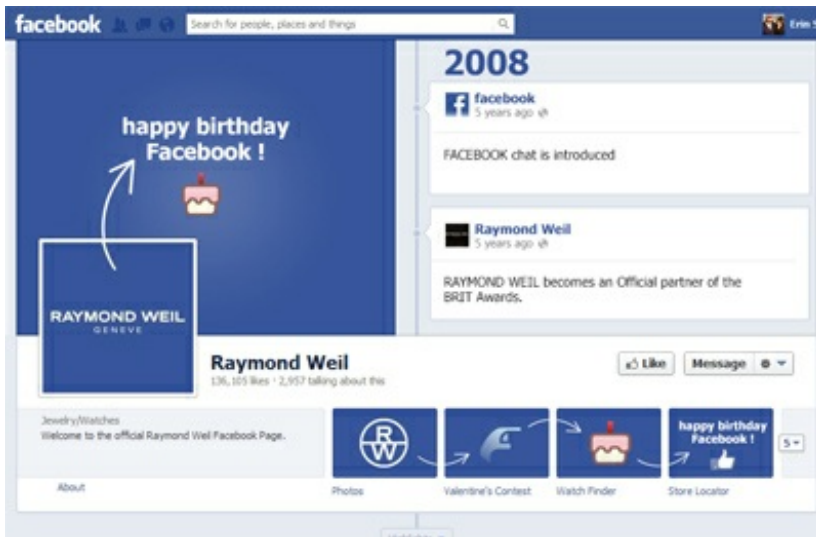 facebook
Search for people, places and things
Erin S
happy birthday
Facebook !
RAYMOND WEIL
GENEVE
2008
facebook
5 years ago
FACEBOOK chat is introduced
Raymond Weil
5 years ago
RAYMOND WEIL becomes an Official partner of the
BRIT Awards.
Raymond Weil
136,105 likes · 2,957 talking about this
Like
Message
Jewelry/Watches
Welcome to the official Raymond Weil Facebook Page.
About
RW
Photos
Valentine's Contest
Watch Finder
happy birthday
Facebook !
Store Locator
5